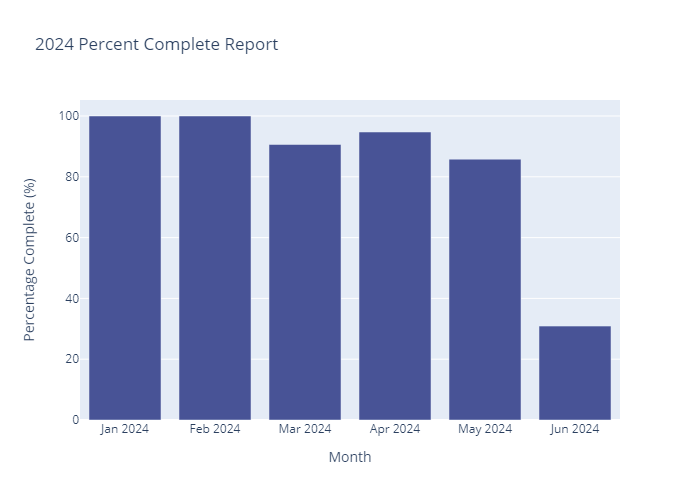 2024 Percent Complete Report
Percentage Complete (%)
100
80
60
40
20
0
Jan 2024 Feb 2024 Mar 2024 Apr 2024 May 2024 Jun 2024
Month